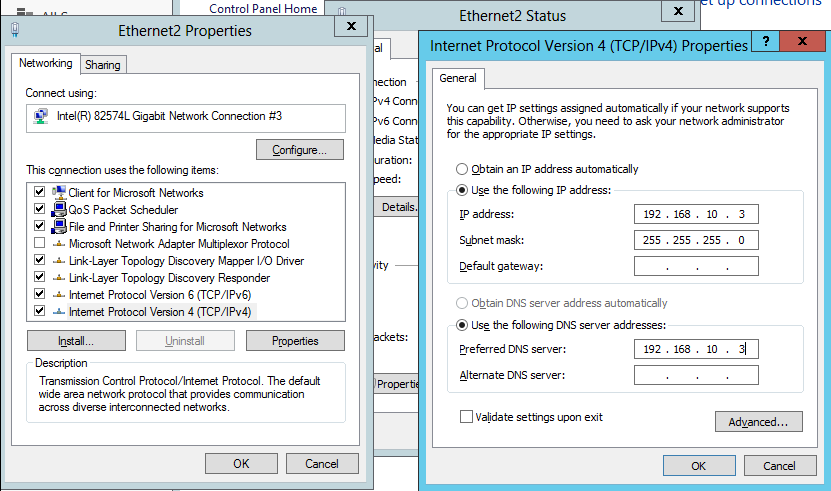 Control Panel Home
et up connections
Ethernet2 Status
Ethernet2 Properties
Networking
Sharing
Connect using:
Intel(R) 82574L Gigabit Network Connection #3
Configure...
This connection uses the following items:
Client for Microsoft Networks
QoS Packet Scheduler
File and Printer Sharing for Microsoft Networks
Microsoft Network Adapter Multiplexor Protocol
Link-Layer Topology Discovery Mapper I/O Driver
Link-Layer Topology Discovery Responder
Internet Protocol Version 6 (TCP/IPv6)
Internet Protocol Version 4 (TCP/IPv4)
Install...
Uninstall
Properties
Description
Transmission Control Protocol/Internet Protocol. The default
wide area network protocol that provides communication
across diverse interconnected networks.
OK
Cancel
al
nection
Pv4 Conn
Pv6 Conn
Media Stat
uration:
peed:
Details.
vity
ackets:
Propertie
Internet Protocol Version 4 (TCP/IPv4) Properties
?
General
You can get IP settings assigned automatically if your network supports
this capability. Otherwise, you need to ask your network administrator
for the appropriate IP settings.
Obtain an IP address automatically
Use the following IP address:
IP address: 192 . 168 . 10 . 3
Subnet mask: 255 . 255 . 255 . 0
Default gateway: . . .
Obtain DNS server address automatically
Use the following DNS server addresses:
Preferred DNS server: 192 . 168 . 10 . 3
Alternate DNS server: . . .
Validate settings upon exit
Advanced...
OK
Cancel